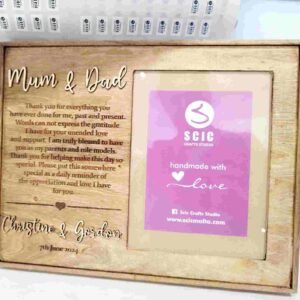 Mum & Dad
Thank you for everything you
have ever done for me, past and present.
Words can not express the gratitude
I have for your unended love
and support. I am truly blessed to have
you as my parents and role models.
Thank you for helping make this day so
special. Please put this somewhere
special as a daily reminder of
the appreciation and love I have
for you.
Christine & Gordon
7th June 2024
S
SCIC
CRAFTS STUDIO
handmade with
love
f Scic Crafts Studio
www.scicmalta.com